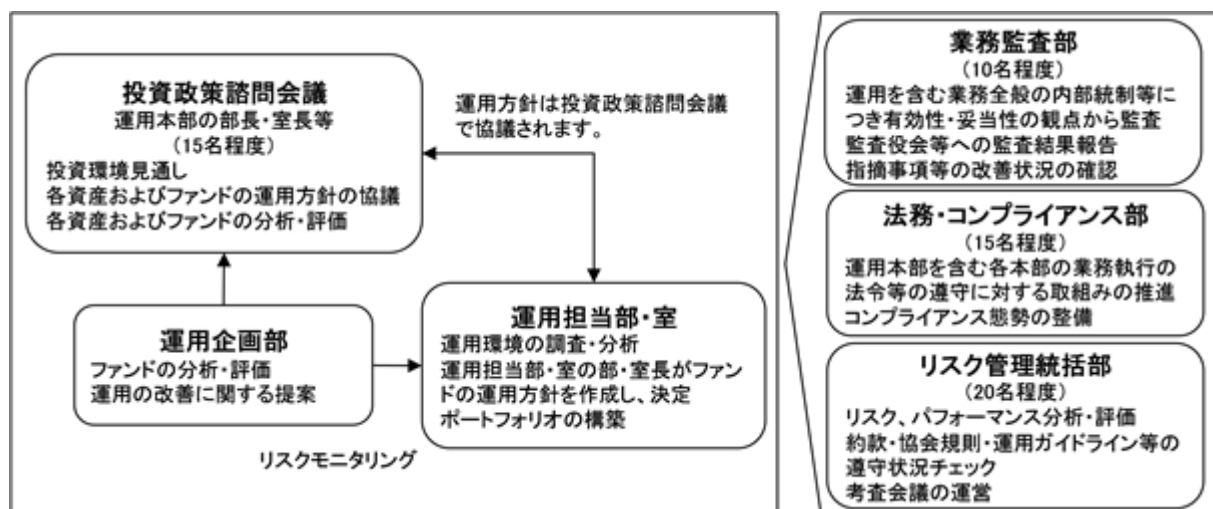 投資政策諮問会議
運用本部の部長・室長等
(15名程度)
投資環境見通し
各資産およびファンドの運用方針の協議
各資産およびファンドの分析・評価
運用方針は投資政策諮問会議
で協議されます。
運用企画部
ファンドの分析・評価
運用の改善に関する提案
運用担当部・室
運用環境の調査・分析
運用担当部・室の部・室長がファン
ドの運用方針を作成し、決定
ポートフォリオの構築
リスクモニタリング
業務監査部
(10名程度)
運用を含む業務全般の内部統制等に
つき有効性・妥当性の観点から監査
監査役会等への監査結果報告
指摘事項等の改善状況の確認
法務・コンプライアンス部
(15名程度)
運用本部を含む各本部の業務執行の
法令等の遵守に対する取組みの推進
コンプライアンス態勢の整備
リスク管理統括部
(20名程度)
リスク、パフォーマンス分析・評価
約款・協会規則・運用ガイドライン等の
遵守状況チェック
考査会議の運営